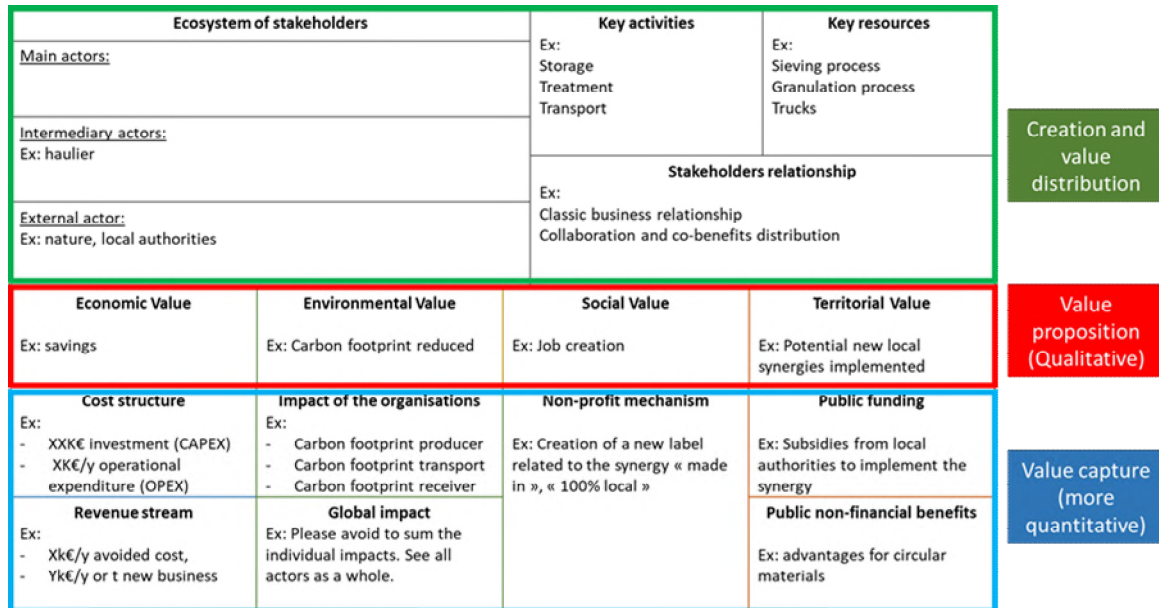 Ecosystem of stakeholders
Main actors:
Intermediary actors:
Ex: haulier
External actor:
Ex: nature, local authorities
Key activities
Ex:
Storage
Treatment
Transport
Key resources
Ex:
Sieving process
Granulation process
Trucks
Stakeholders relationship
Ex:
Classic business relationship
Collaboration and co-benefits distribution
Creation and
value
distribution
Economic Value
Ex: savings
Environmental Value
Ex: Carbon footprint reduced
Social Value
Ex: Job creation
Territorial Value
Ex: Potential new local
synergies implemented
Value
proposition
(Qualitative)
Cost structure
Ex:
- XXK€ investment (CAPEX)
- XK€/y operational
expenditure (OPEX)
Impact of the organisations
Ex:
- Carbon footprint producer
- Carbon footprint transport
- Carbon footprint receiver
Non-profit mechanism
Ex: Creation of a new label
related to the synergy « made
in », « 100% local »
Public funding
Ex: Subsidies from local
authorities to implement the
synergy
Revenue stream
Ex:
- Xk€/y avoided cost,
- Yk€/y or t new business
Global impact
Ex: Please avoid to sum the
individual impacts. See all
actors as a whole.
Public non-financial benefits
Ex: advantages for circular
materials
Value capture
(more
quantitative)